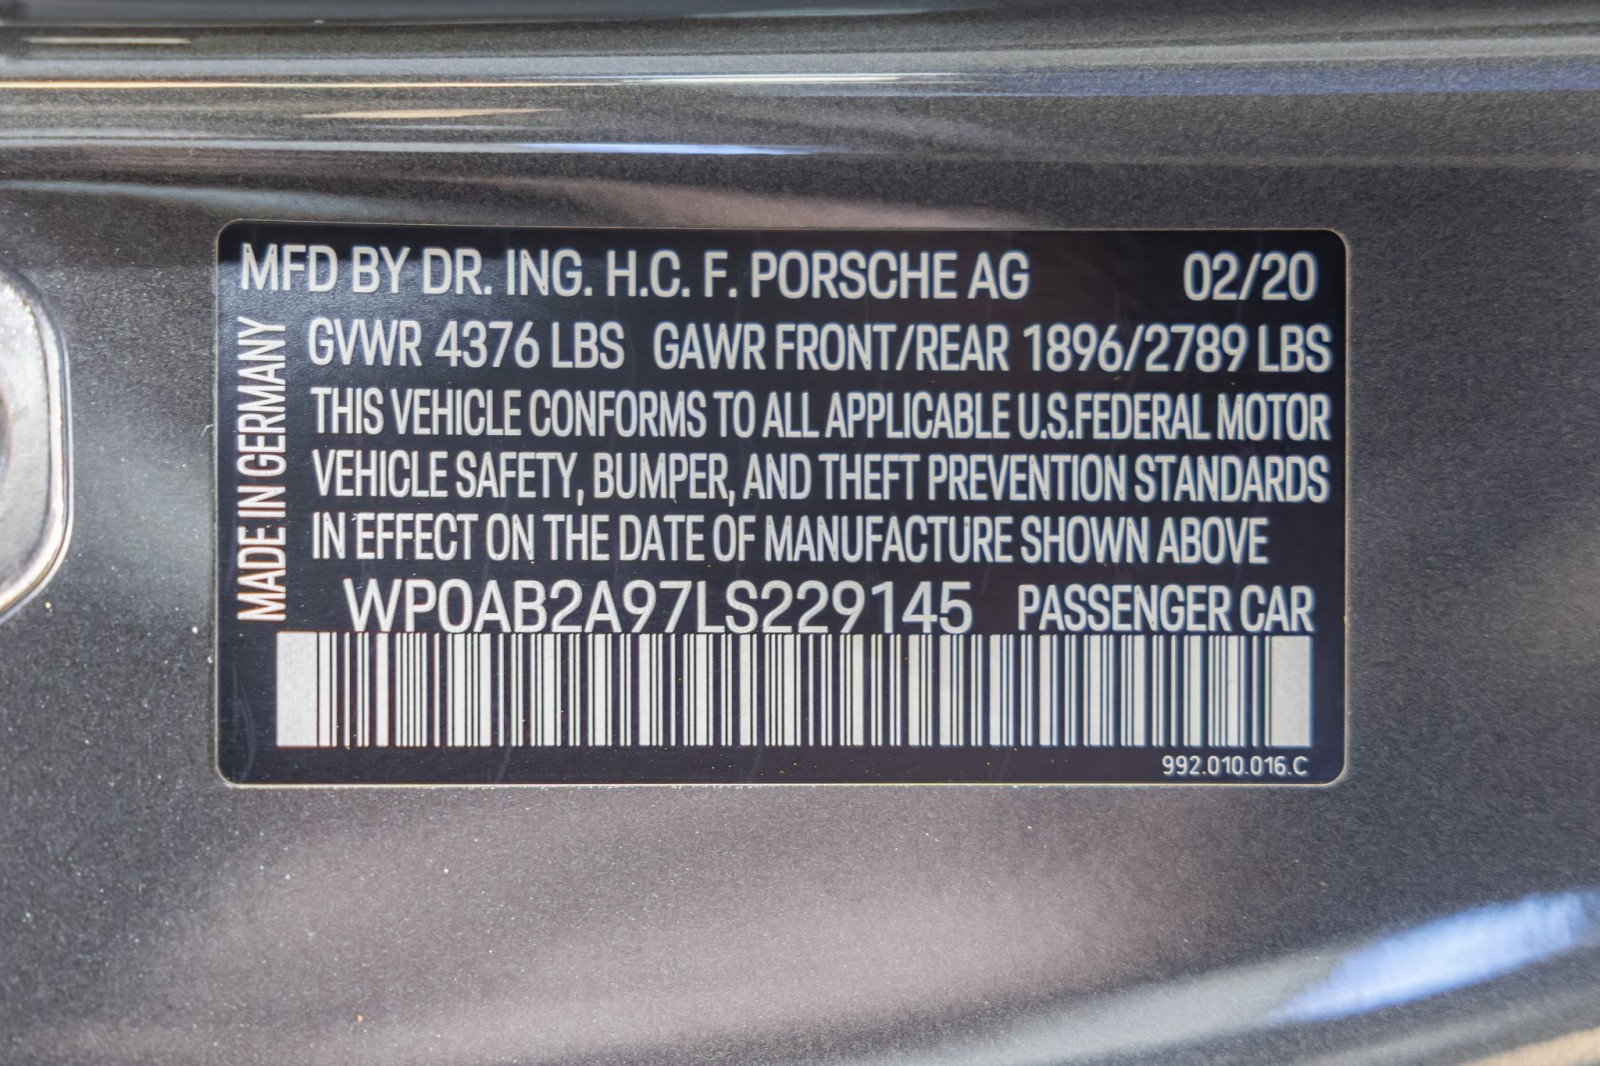 MFD BY DR. ING. H.C. F. PORSCHE AG 02/20
GVWR 4376 LBS GAWR FRONT/REAR 1896/2789 LBS
THIS VEHICLE CONFORMS TO ALL APPLICABLE U.S.FEDERAL MOTOR
VEHICLE SAFETY, BUMPER, AND THEFT PREVENTION STANDARDS
IN EFFECT ON THE DATE OF MANUFACTURE SHOWN ABOVE
WP0AB2A97LS229145 PASSENGER CAR
992.010.016.C
MADE IN GERMANY